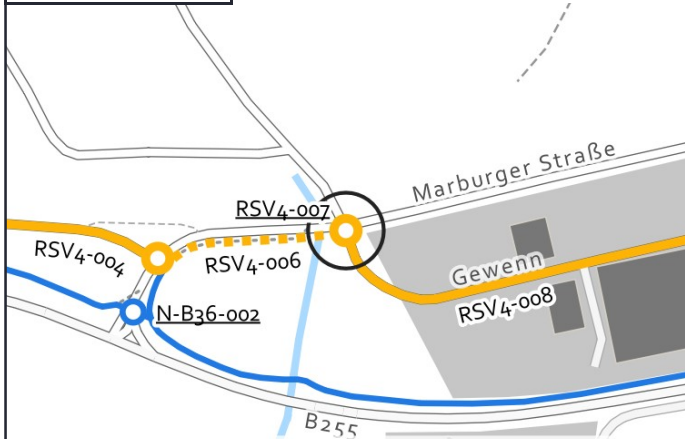 Marburger Straße
RSV4-007
RSV4-004
RSV4-006
Gewenn
RSV4-008
N-B36-002
B255